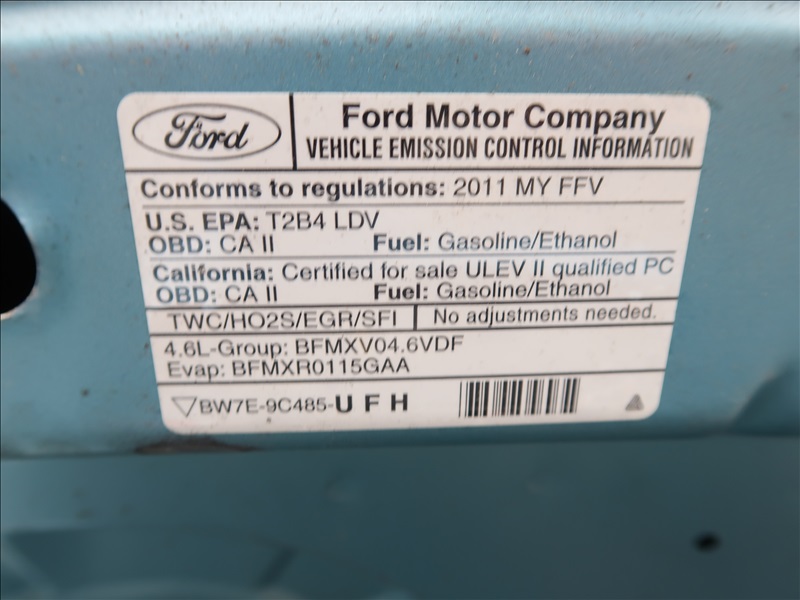 Ford
Ford Motor Company
VEHICLE EMISSION CONTROL INFORMATION
Conforms to regulations: 2011 MY FFV
U.S. EPA: T2B4 LDV
OBD: CA II Fuel: Gasoline/Ethanol
California: Certified for sale ULEV II qualified PC
OBD: CA II Fuel: Gasoline/Ethanol
TWC/HO2S/EGR/SFI No adjustments needed.
4.6L-Group: BFMXV04.6VDF
Evap: BFMXR0115GAA
BW7E-9C485-UFH